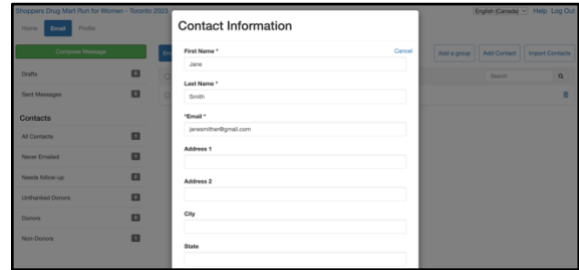 Shoppers Drug Mart Run for Women - Toronto 2023
English (Canada) Help Log Out
Home Email Profile
Compose Message
Drafts
Sent Messages
Contacts
All Contacts
Never Emailed
Needs follow-up
Unthanked Donors
Donors
Non-Donors
Contact Information
First Name *
Cancel
Jane
Last Name *
Smith
*Email *
janesmither@gmail.com
Address 1
Address 2
City
State
Add a group Add Contact Import Contacts
Search